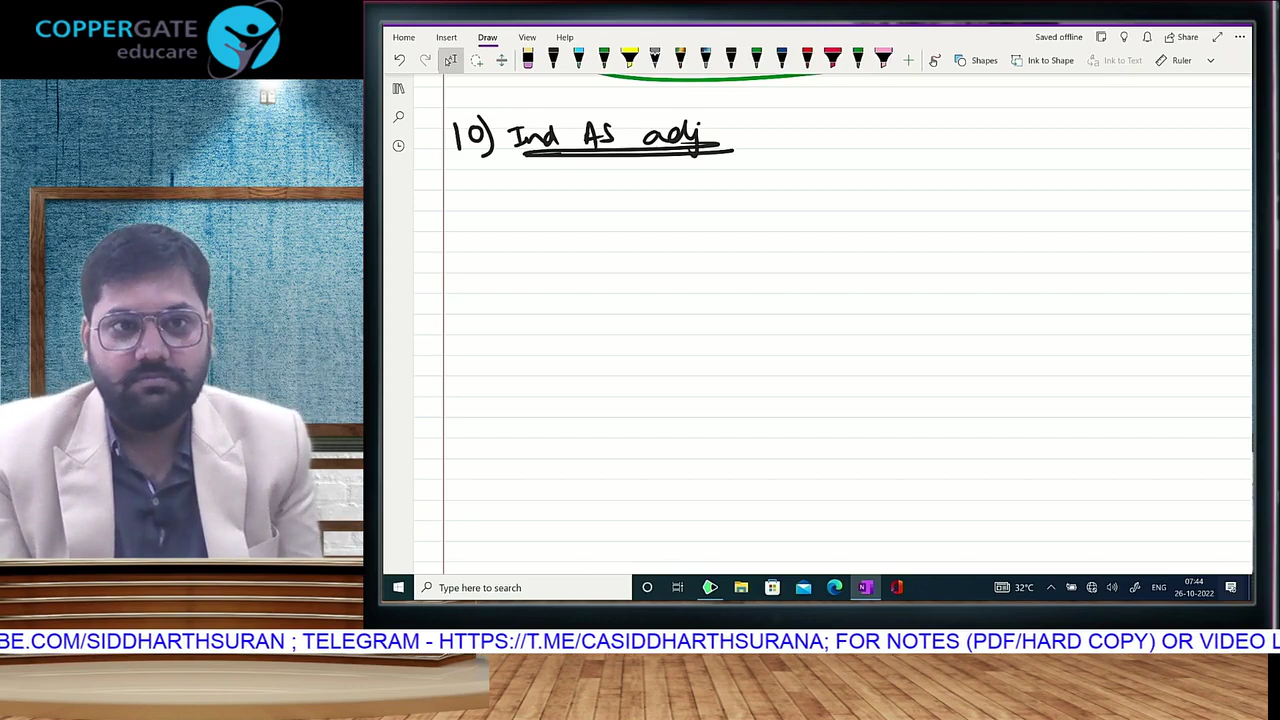 COPPERGATE
educare
Home Insert Draw View Help
Saved offline Share
Shapes Ink to Shape Ink to Text Ruler
10) Ind AS adj
Type here to search
32°C ENG 07:44
26-10-2022
BE.COM/SIDDHARTHSURAN ; TELEGRAM - HTTPS://T.ME/CASIDDHARTHSURANA; FOR NOTES (PDF/HARD COPY) OR VIDEO L